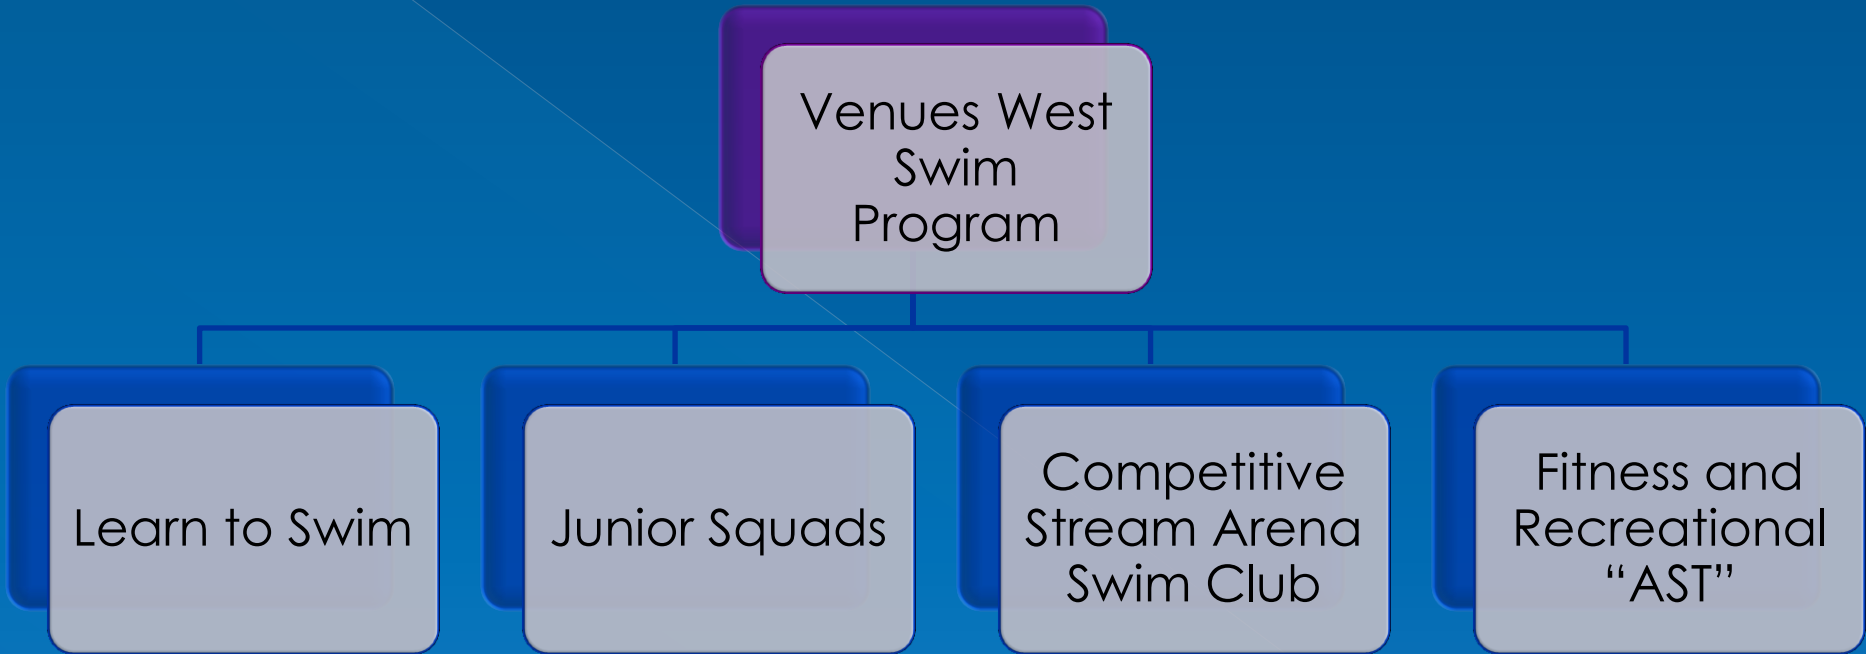 Venues West
Swim
Program
Learn to Swim
Junior Squads
Competitive
Stream Arena
Swim Club
Fitness and
Recreational
“AST”